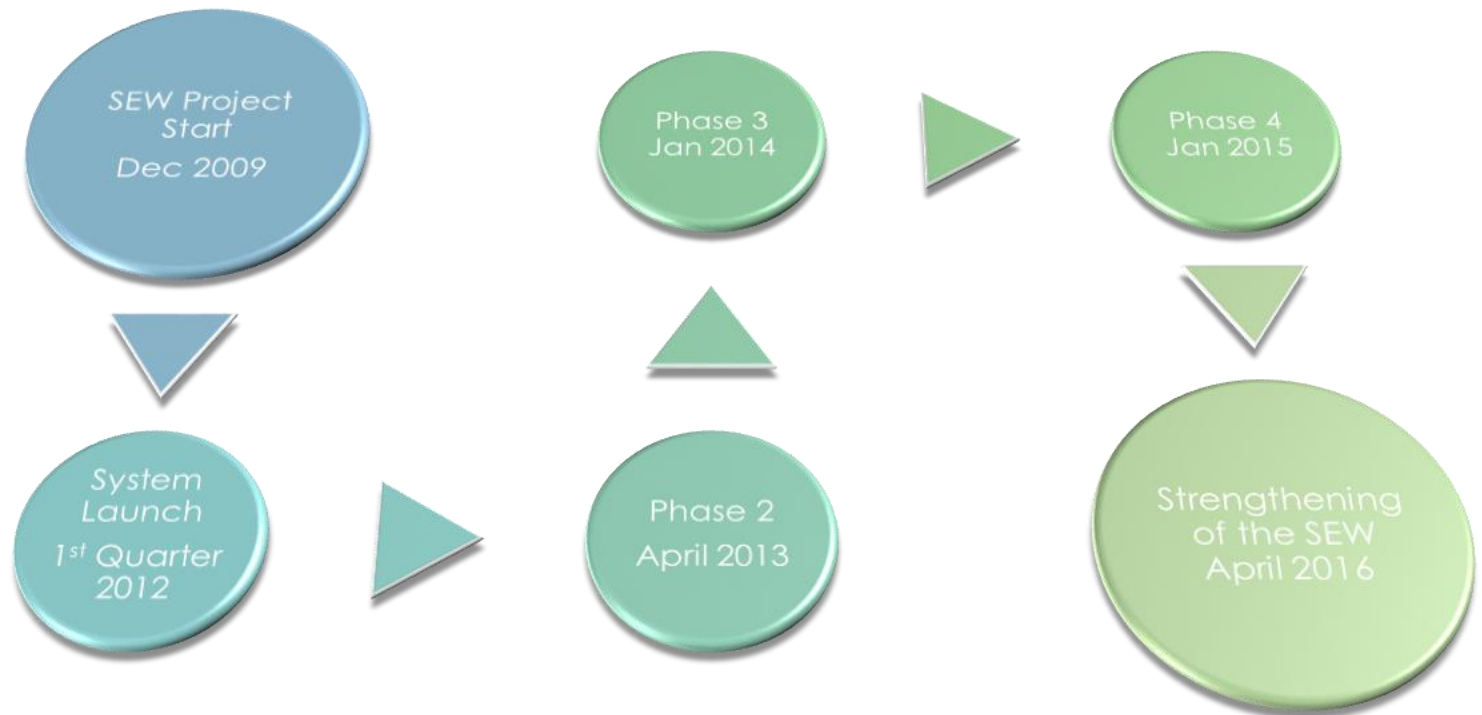 SEW Project
Start
Dec 2009
System
Launch
1st Quarter
2012
Phase 2
April 2013
Phase 3
Jan 2014
Phase 4
Jan 2015
Strengthening
of the SEW
April 2016